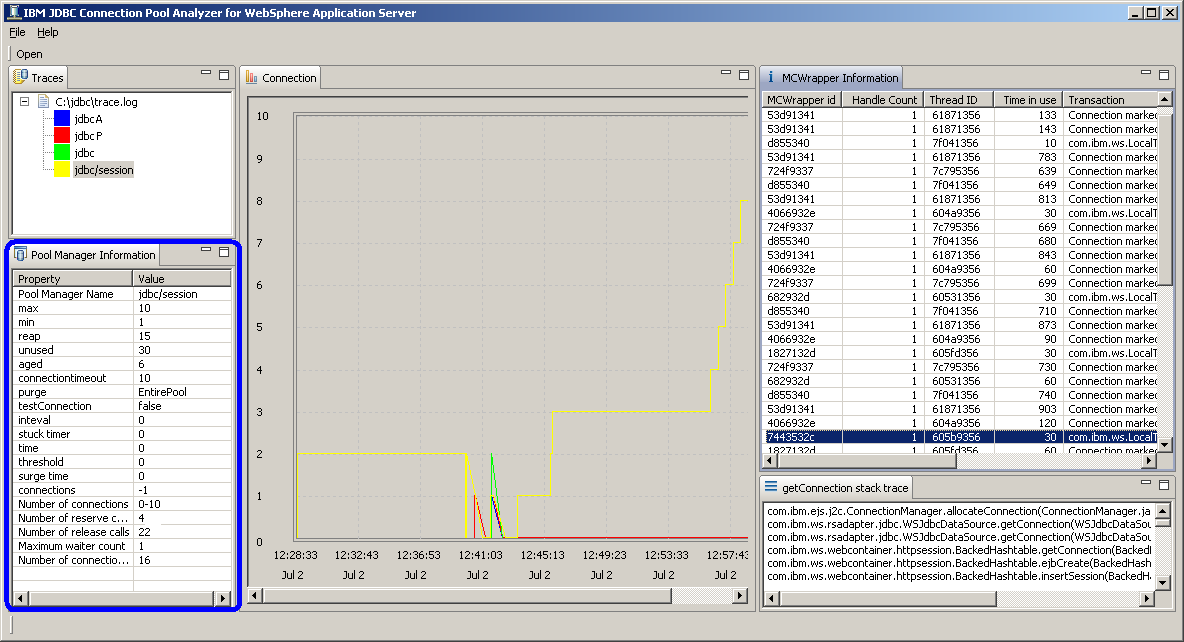 IBM JDBC Connection Pool Analyzer for WebSphere Application Server
File Help
Open
Traces
C:\jdbc\trace.log
jdbcA
jdbcP
jdbc
jdbc/session
Pool Manager Information
Property Value
Pool Manager Name jdbc/session
max 10
min 1
reap 15
unused 30
aged 6
connectiontimeout 10
purge EntirePool
testConnection false
inteval 0
stuck timer 0
time 0
threshold 0
surge time 0
connections -1
Number of connections 0-10
Number of reserve c... 4
Number of release calls 22
Maximum waiter count 1
Number of connectio... 16
Connection
10
9
8
7
6
5
4
3
2
1
0
12:28:33 12:32:43 12:36:53 12:41:03 12:45:13 12:49:23 12:53:33 12:57:43
Jul 2 Jul 2 Jul 2 Jul 2 Jul 2 Jul 2 Jul 2 Jul 2
MCWrapper Information
MCWrapper id Handle Count Thread ID Time in use Transaction
53d91341 1 61871356 133 Connection marked
53d91341 1 61871356 143 Connection marked
d855340 1 7f041356 10 com.ibm.ws.LocalT
53d91341 1 61871356 783 Connection marked
724f9337 1 7c795356 639 Connection marked
d855340 1 7f041356 649 Connection marked
53d91341 1 61871356 813 Connection marked
4066932e 1 604a9356 30 com.ibm.ws.LocalT
724f9337 1 7c795356 669 Connection marked
d855340 1 7f041356 680 Connection marked
53d91341 1 61871356 843 Connection marked
4066932e 1 604a9356 60 Connection marked
724f9337 1 7c795356 699 Connection marked
682932d 1 60531356 30 com.ibm.ws.LocalT
d855340 1 7f041356 710 Connection marked
53d91341 1 61871356 873 Connection marked
4066932e 1 604a9356 90 Connection marked
1827132d 1 605fd356 30 com.ibm.ws.LocalT
724f9337 1 7c795356 730 Connection marked
682932d 1 60531356 60 Connection marked
d855340 1 7f041356 740 Connection marked
53d91341 1 61871356 903 Connection marked
4066932e 1 604a9356 120 Connection marked
7443532c 1 605b9356 30 com.ibm.ws.LocalT
1827132d 1 605fd356 60 Connection marked
getConnection stack trace
com.ibm.ejs.j2c.ConnectionManager.allocateConnection(ConnectionManager.ja
com.ibm.ws.rsadapter.jdbc.WSJdbcDataSource.getConnection(WSJdbcDataSou
com.ibm.ws.rsadapter.jdbc.WSJdbcDataSource.getConnection(WSJdbcDataSou
com.ibm.ws.webcontainer.httpsession.BackedHashtable.getConnection(BackedH
com.ibm.ws.webcontainer.httpsession.BackedHashtable.ejbCreate(BackedHash
com.ibm.ws.webcontainer.httpsession.BackedHashtable.insertSession(BackedHa